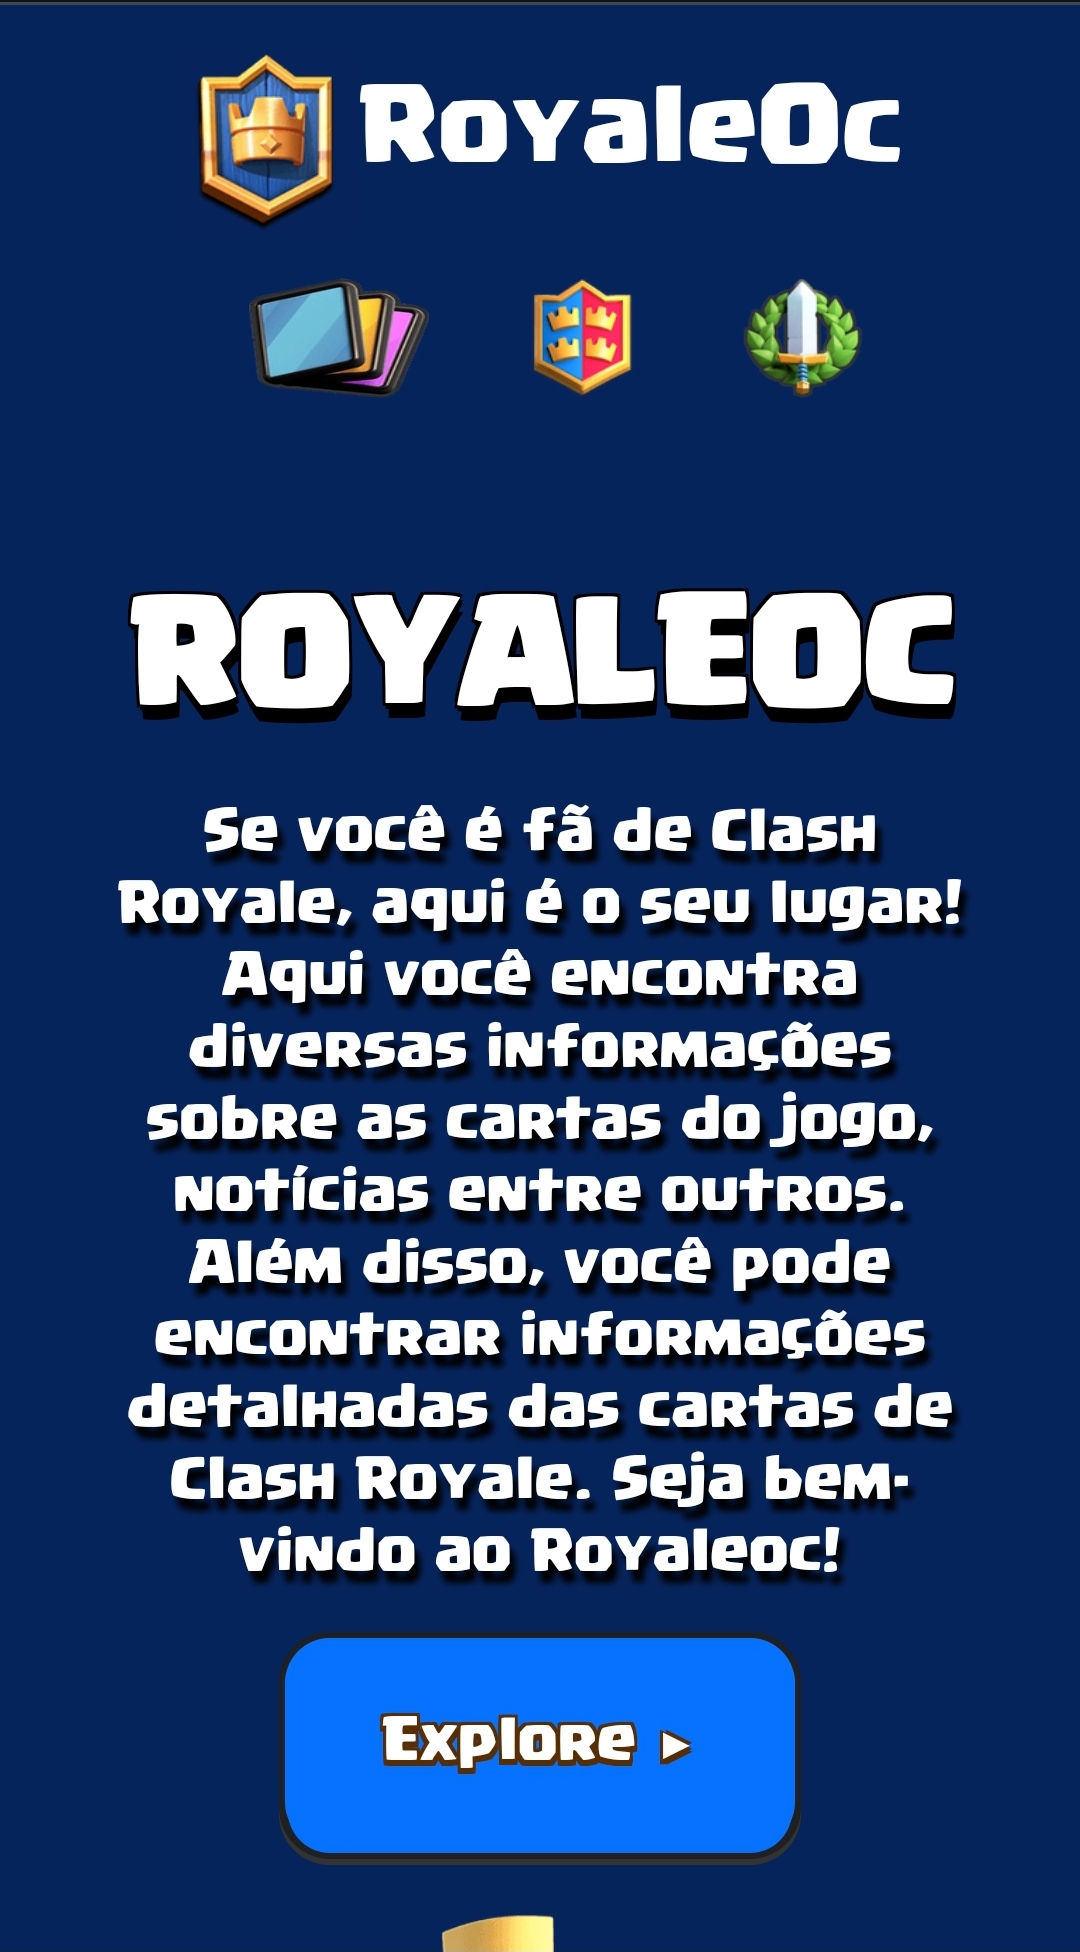 RoyaleOc
ROYALEOC
Se você é fã de Clash
Royale, aqui é o seu lugar!
Aqui você encontra
diversas informações
sobre as cartas do jogo,
notícias entre outros.
Além disso, você pode
encontrar informações
detalhadas das cartas de
Clash Royale. Seja bem-
vindo ao Royaleoc!
Explore ►